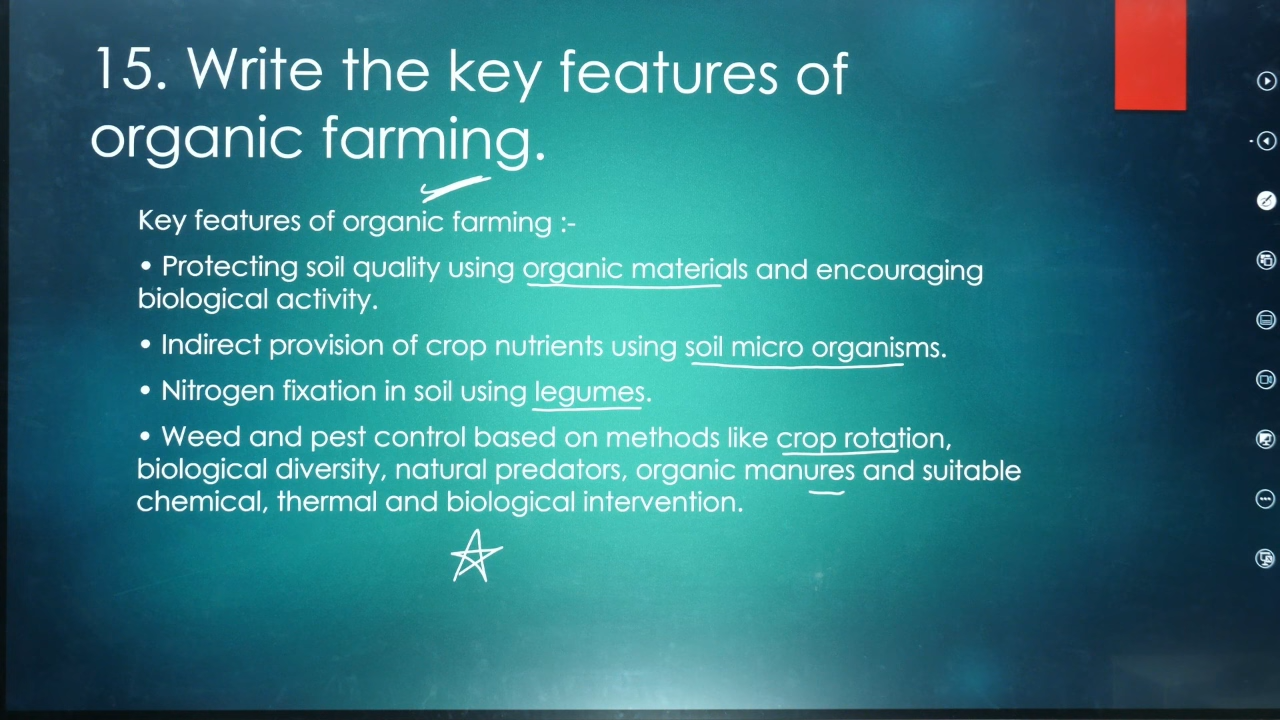 15. Write the key features of
organic farming.
Key features of organic farming :-
• Protecting soil quality using organic materials and encouraging
biological activity.
• Indirect provision of crop nutrients using soil micro organisms.
• Nitrogen fixation in soil using legumes.
• Weed and pest control based on methods like crop rotation,
biological diversity, natural predators, organic manures and suitable
chemical, thermal and biological intervention.